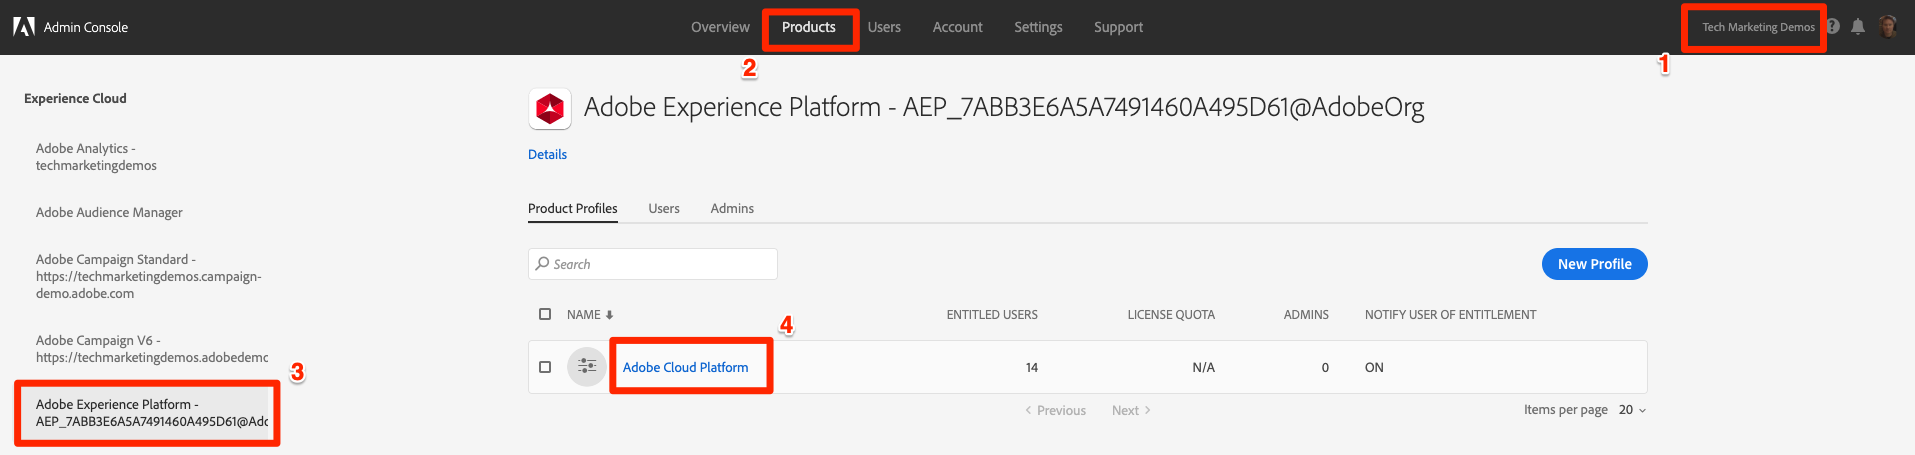 Admin Console
Overview
Products
Users
Account
Settings
Support
Tech Marketing Demos
?
2
1
Experience Cloud
Adobe Analytics -
techmarketingdemos
Adobe Audience Manager
Adobe Campaign Standard -
https://techmarketingdemos.campaign-
demo.adobe.com
Adobe Campaign V6 -
https://techmarketingdemos.adobedemo
3
Adobe Experience Platform -
AEP_7ABB3E6A5A7491460A495D61@Ado
Adobe Experience Platform - AEP_7ABB3E6A5A7491460A495D61@AdobeOrg
Details
Product Profiles
Users
Admins
Search
New Profile
NAME
4
ENTITLED USERS
LICENSE QUOTA
ADMINS
NOTIFY USER OF ENTITLEMENT
Adobe Cloud Platform
14
N/A
0
ON
Previous
Next
Items per page 20